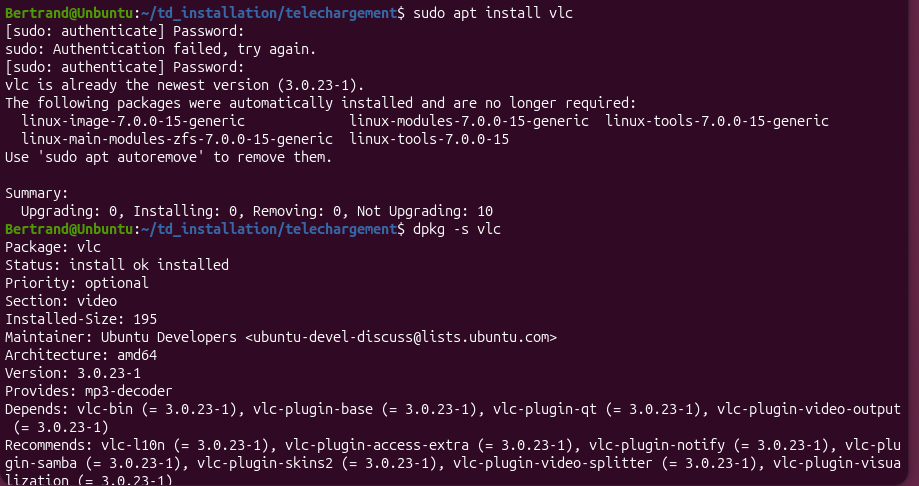 Bertrand@Unbuntu:~/td_installation/telechargement$ sudo apt install vlc
[sudo: authenticate] Password:
sudo: Authentication failed, try again.
[sudo: authenticate] Password:
vlc is already the newest version (3.0.23-1).
The following packages were automatically installed and are no longer required:
  linux-image-7.0.0-15-generic             linux-modules-7.0.0-15-generic  linux-tools-7.0.0-15-generic
  linux-main-modules-zfs-7.0.0-15-generic  linux-tools-7.0.0-15
Use 'sudo apt autoremove' to remove them.

Summary:
  Upgrading: 0, Installing: 0, Removing: 0, Not Upgrading: 10
Bertrand@Unbuntu:~/td_installation/telechargement$ dpkg -s vlc
Package: vlc
Status: install ok installed
Priority: optional
Section: video
Installed-Size: 195
Maintainer: Ubuntu Developers <ubuntu-devel-discuss@lists.ubuntu.com>
Architecture: amd64
Version: 3.0.23-1
Provides: mp3-decoder
Depends: vlc-bin (= 3.0.23-1), vlc-plugin-base (= 3.0.23-1), vlc-plugin-qt (= 3.0.23-1), vlc-plugin-video-output
 (= 3.0.23-1)
Recommends: vlc-l10n (= 3.0.23-1), vlc-plugin-access-extra (= 3.0.23-1), vlc-plugin-notify (= 3.0.23-1), vlc-plu
gin-samba (= 3.0.23-1), vlc-plugin-skins2 (= 3.0.23-1), vlc-plugin-video-splitter (= 3.0.23-1), vlc-plugin-visua
lization (= 3.0.23-1)